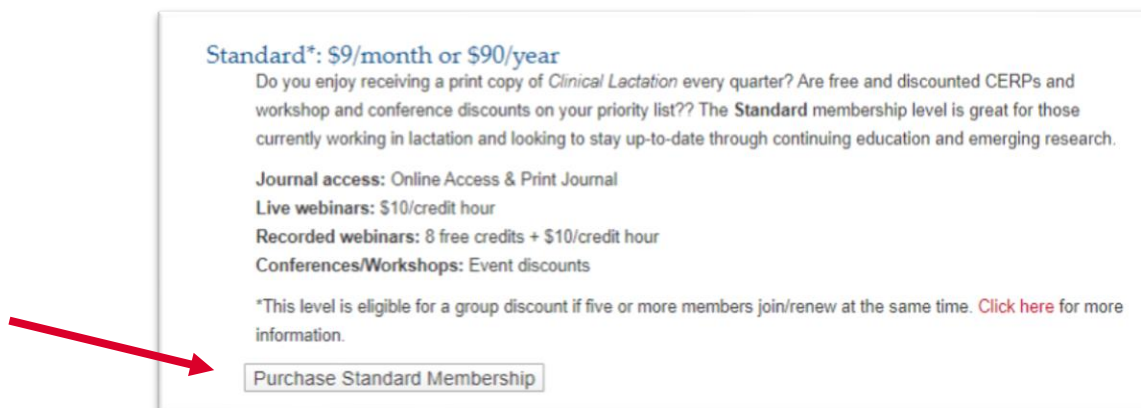 Standard*: $9/month or $90/year
Do you enjoy receiving a print copy of Clinical Lactation every quarter? Are free and discounted CERPs and
workshop and conference discounts on your priority list?? The Standard membership level is great for those
currently working in lactation and looking to stay up-to-date through continuing education and emerging research.
Journal access: Online Access & Print Journal
Live webinars: $10/credit hour
Recorded webinars: 8 free credits + $10/credit hour
Conferences/Workshops: Event discounts
*This level is eligible for a group discount if five or more members join/renew at the same time. Click here for more
information.
Purchase Standard Membership